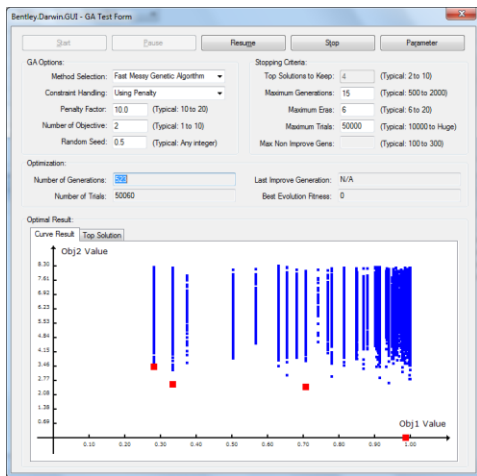 Bentley.Darwin.GUI - GA Test Form
Start Pause Resume Stop Parameter
GA Options: Stopping Criteria:
Method Selection: Fast Messy Genetic Algorithm Top Solutions to Keep: 4 (Typical: 2 to 10)
Constraint Handling: Using Penalty Maximum Generations: 15 (Typical: 500 to 2000)
Penalty Factor: 10.0 (Typical: 10 to 20) Maximum Eras: 6 (Typical: 6 to 20)
Number of Objective: 2 (Typical: 1 to 10) Maximum Trials: 50000 (Typical: 10000 to Huge)
Random Seed: 0.5 (Typical: Any integer) Max Non Improve Gens: (Typical: 100 to 300)
Optimization:
Number of Generations: 523 Last Improve Generation: N/A
Number of Trials: 50060 Best Evolution Fitness: 0
Optimal Result:
Curve Result Top Solution
Obj2 Value
8.30
7.61
6.92
6.23
5.53
4.84
4.15
3.46
2.77
2.08
1.38
0.69
Obj1 Value
0.10 0.20 0.30 0.40 0.50 0.60 0.70 0.80 0.90 1.00